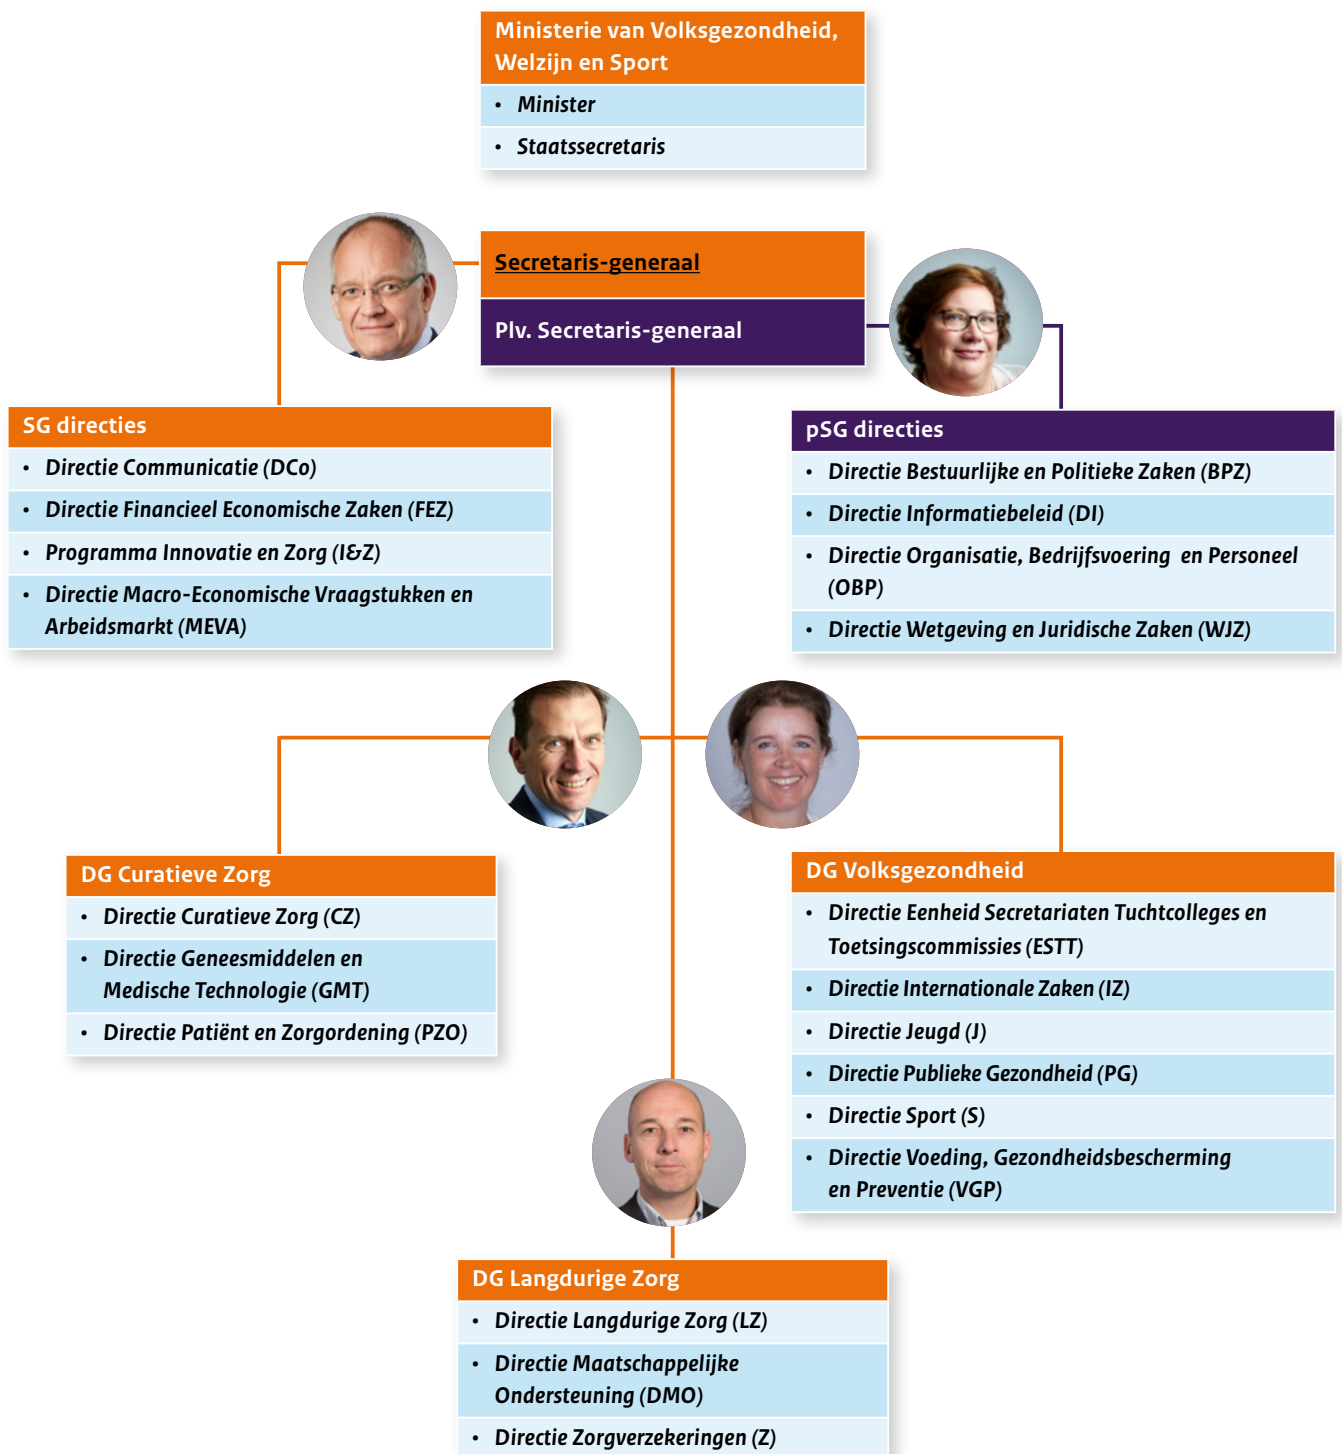 Ministerie van Volksgezondheid,
Welzijn en Sport
• Minister
• Staatssecretaris
Secretaris-generaal
Plv. Secretaris-generaal
SG directies
• Directie Communicatie (DCo)
• Directie Financieel Economische Zaken (FEZ)
• Programma Innovatie en Zorg (I&Z)
• Directie Macro-Economische Vraagstukken en
Arbeidsmarkt (MEVA)
pSG directies
• Directie Bestuurlijke en Politieke Zaken (BPZ)
• Directie Informatiebeleid (DI)
• Directie Organisatie, Bedrijfsvoering en Personeel
(OBP)
• Directie Wetgeving en Juridische Zaken (WJZ)
DG Curatieve Zorg
• Directie Curatieve Zorg (CZ)
• Directie Geneesmiddelen en
Medische Technologie (GMT)
• Directie Patiënt en Zorgordening (PZO)
DG Volksgezondheid
• Directie Eenheid Secretariaten Tuchtcolleges en
Toetsingscommissies (ESTT)
• Directie Internationale Zaken (IZ)
• Directie Jeugd (J)
• Directie Publieke Gezondheid (PG)
• Directie Sport (S)
• Directie Voeding, Gezondheidsbescherming
en Preventie (VGP)
DG Langdurige Zorg
• Directie Langdurige Zorg (LZ)
• Directie Maatschappelijke
Ondersteuning (DMO)
• Directie Zorgverzekeringen (Z)